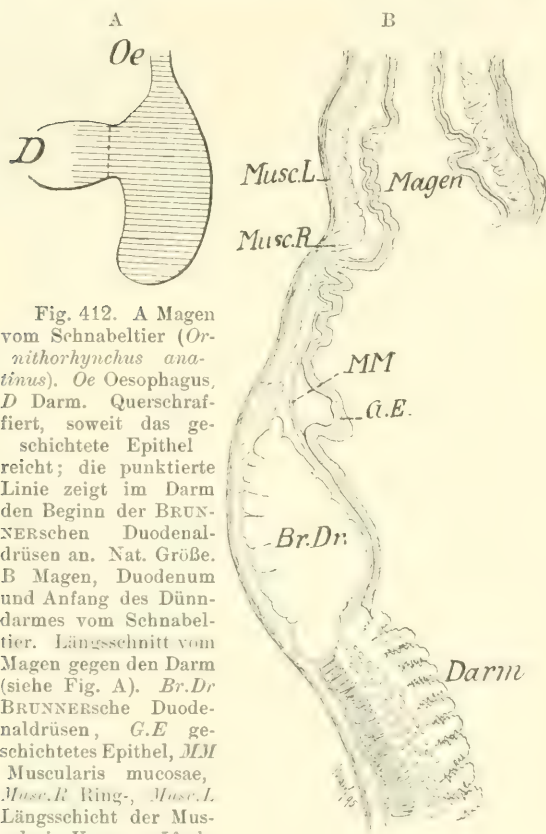 A
B
Oe
D
Musc.L
Magen
Musc.R
MM
G.E.
Br.Dr.
Darm
Fig. 412. A Magen
vom Schnabeltier (Or-
nithorhynchus ana-
tinus). Oe Oesophagus,
D Darm. Querschraf-
fiert, soweit das ge-
schichtete Epithel
reicht; die punktierte
Linie zeigt im Darm
den Beginn der BRUN-
NERschen Duodenal-
drüsen an. Nat. Größe.
B Magen, Duodenum
und Anfang des Dünn-
darmes vom Schnabel-
tier. Längsschnitt vom
Magen gegen den Darm
(siehe Fig. A). Br.Dr
BRUNNERsche Duode-
naldrüsen, G.E ge-
schichtetes Epithel, MM
Muscularis mucosae,
Musc.R Ring-, Musc.L
Längsschicht der Mus-